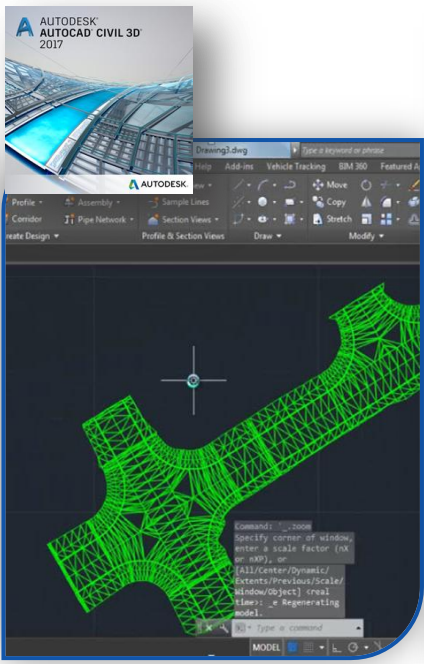 AUTODESK®
AUTOCAD® CIVIL 3D®
2017
AUTODESK.
Drawing3.dwg
Type a keyword or phrase
Help Add-ins Vehicle Tracking BIM 360 Featured A
Profile Assembly Sample Lines Move Copy Stretch
Corridor Pipe Network Section Views
reate Design Profile & Section Views Draw Modify
Command: '_.zoom
Specify corner of window,
enter a scale factor (nX
or nXP), or
[All/Center/Dynamic/
Extents/Previous/Scale/
Window/Object] <real
time>: _e Regenerating
model.
Type a command
MODEL